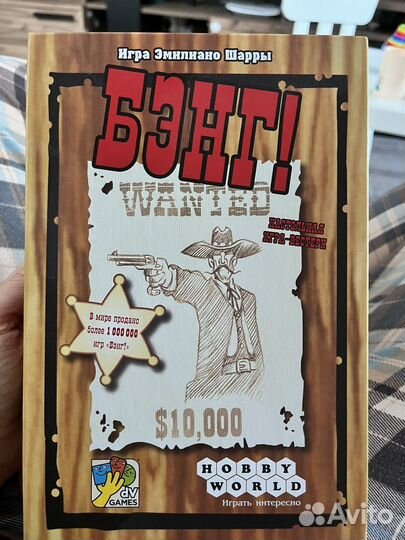 Игра Эмилиано Шарры
БЭНГ!
WANTED
НАСТОЛЬНАЯ
ИГРА-ВЕСТЕРН
В мире продано
более 1 000 000
игр «Бэнг!»
$10,000
dV
GAMES
HOBBY
WORLD
Играть интересно
Avito